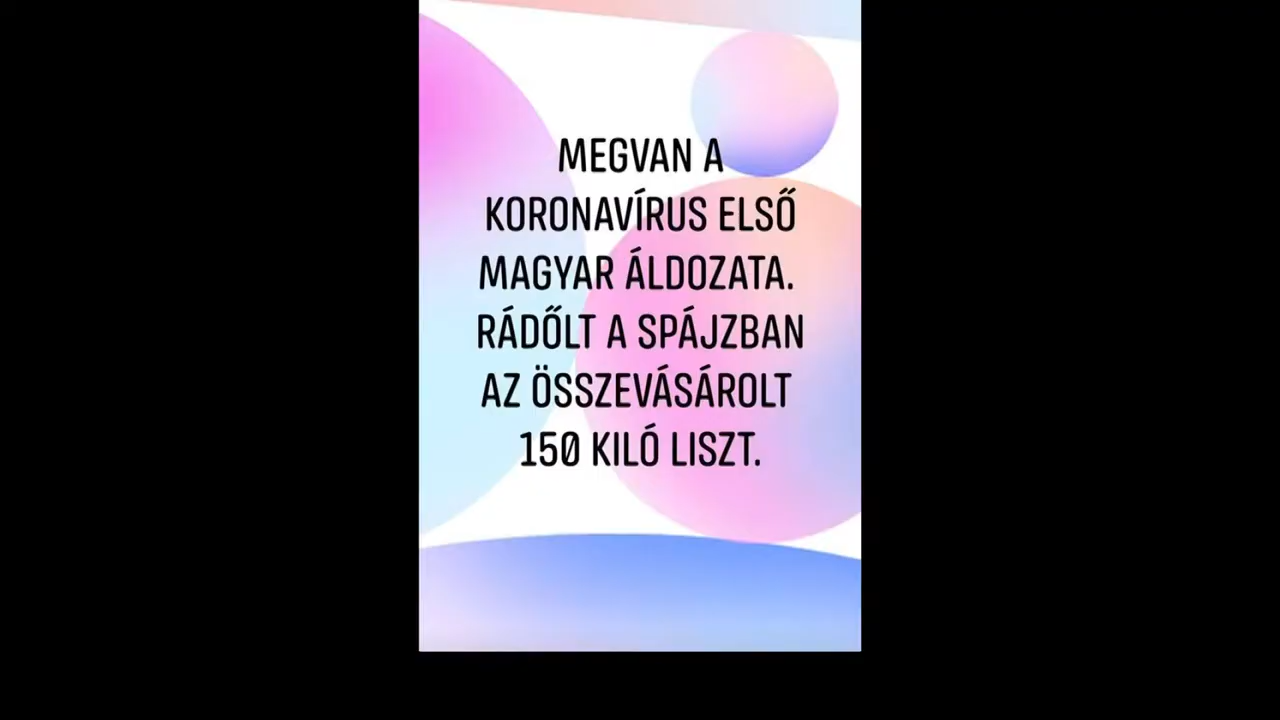 MEGVAN A
KORONAVÍRUS ELSŐ
MAGYAR ÁLDOZATA.
RÁDŐLT A SPÁJZBAN
AZ ÖSSZEVÁSÁROLT
150 KILÓ LISZT.